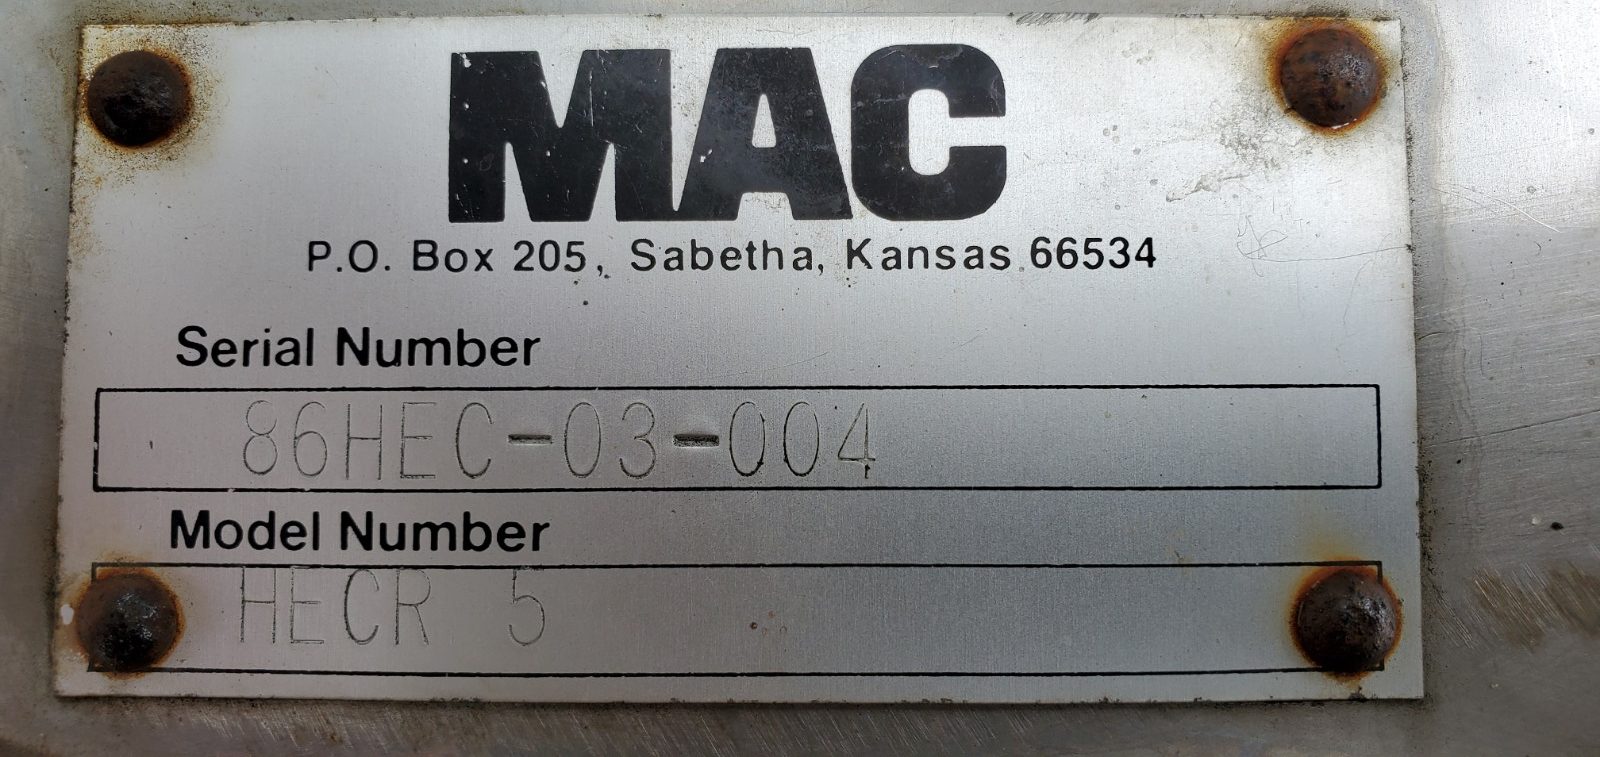 MAC
P.O. Box 205, Sabetha, Kansas 66534
Serial Number
86HEC-03-004
Model Number
HECR 5